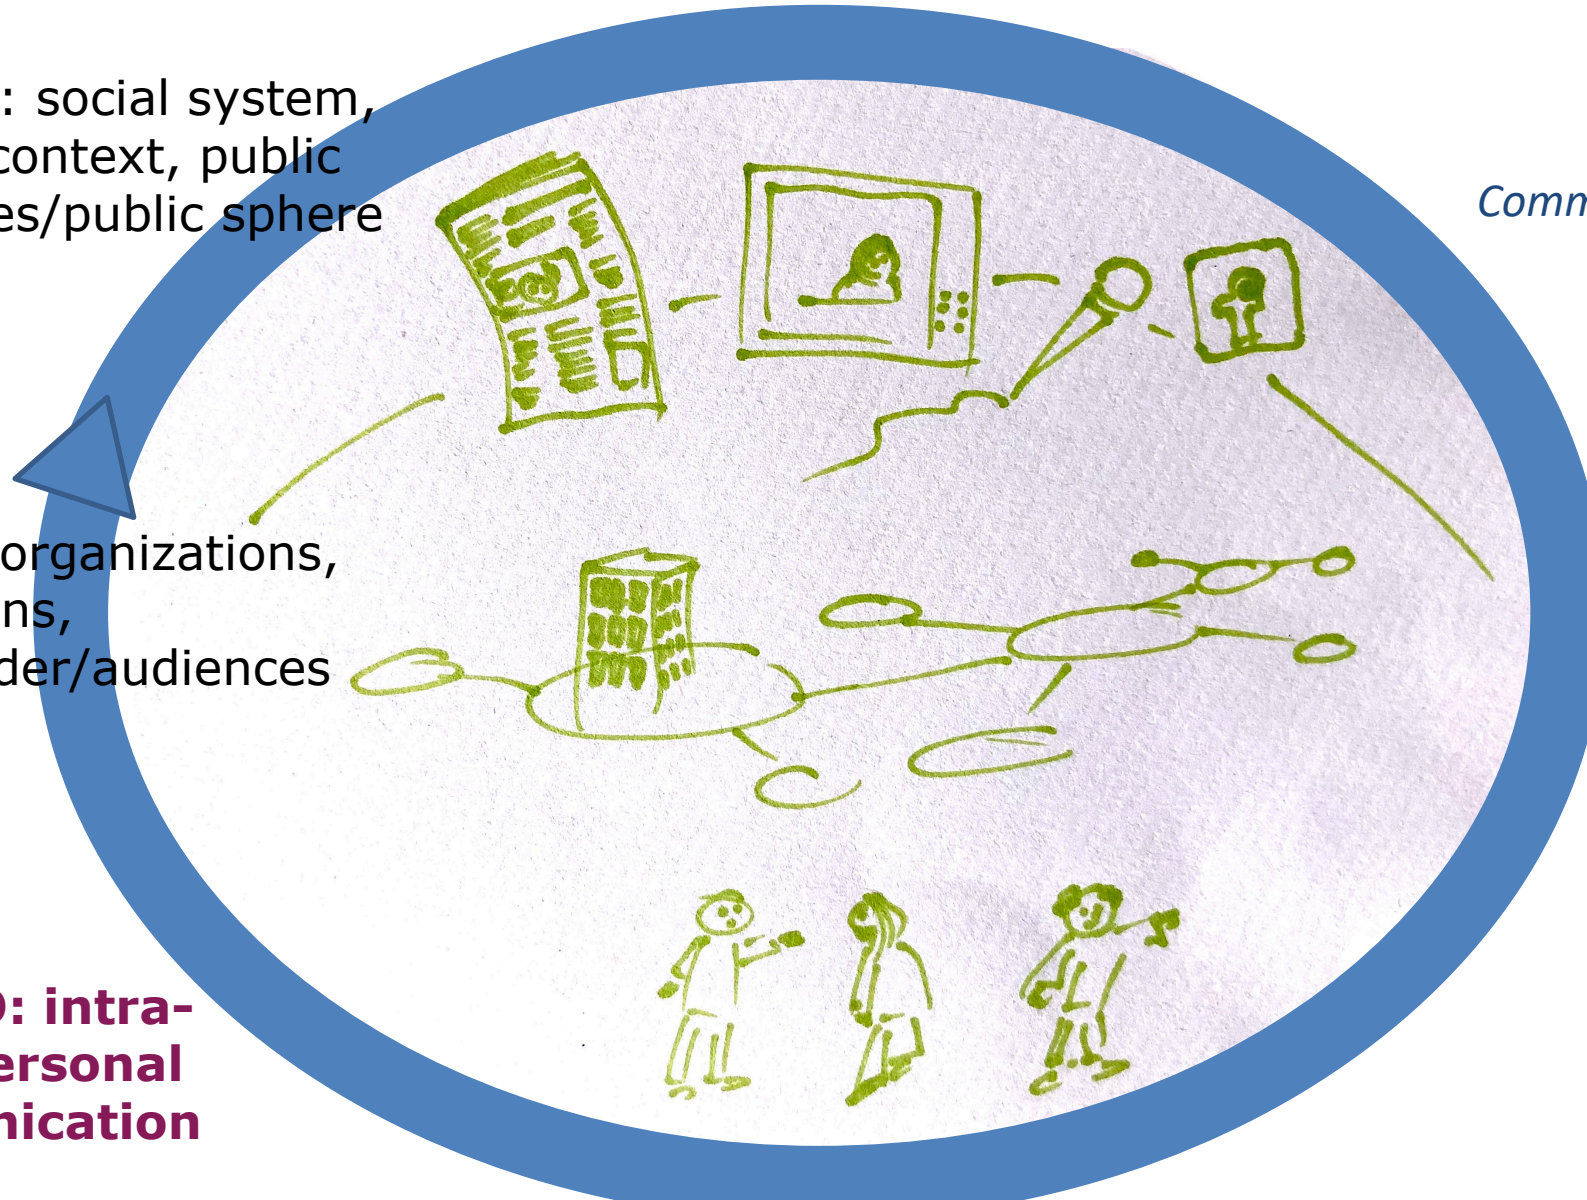 : social system,
context, public
es/public sphere
Comm
organizations,
ns,
der/audiences
: intra-
ersonal
nication